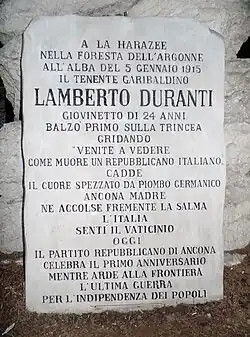 A LA HARAZEE
NELLA FORESTA DELL'ARGONNE
ALL'ALBA DEL 5 GENNAIO 1915
IL TENENTE GARIBALDINO
LAMBERTO DURANTI
GIOVINETTO DI 24 ANNI
BALZO PRIMO SULLA TRINCEA
GRIDANDO
VENITE A VEDERE
COME MUORE UN REPUBBLICANO ITALIANO.
CADDE
IL CUORE SPEZZATO DA PIOMBO GERMANICO
ANCONA MADRE
NE ACCOLSE FREMENTE LA SALMA
L'ITALIA
SENTI IL VATICINIO
OGGI
IL PARTITO REPUBBLICANO DI ANCONA
CELEBRA IL PRIMO ANNIVERSARIO
MENTRE ARDE ALLA FRONTIERA
L'ULTIMA GUERRA
PER L'INDIPENDENZA DEI POPOLI